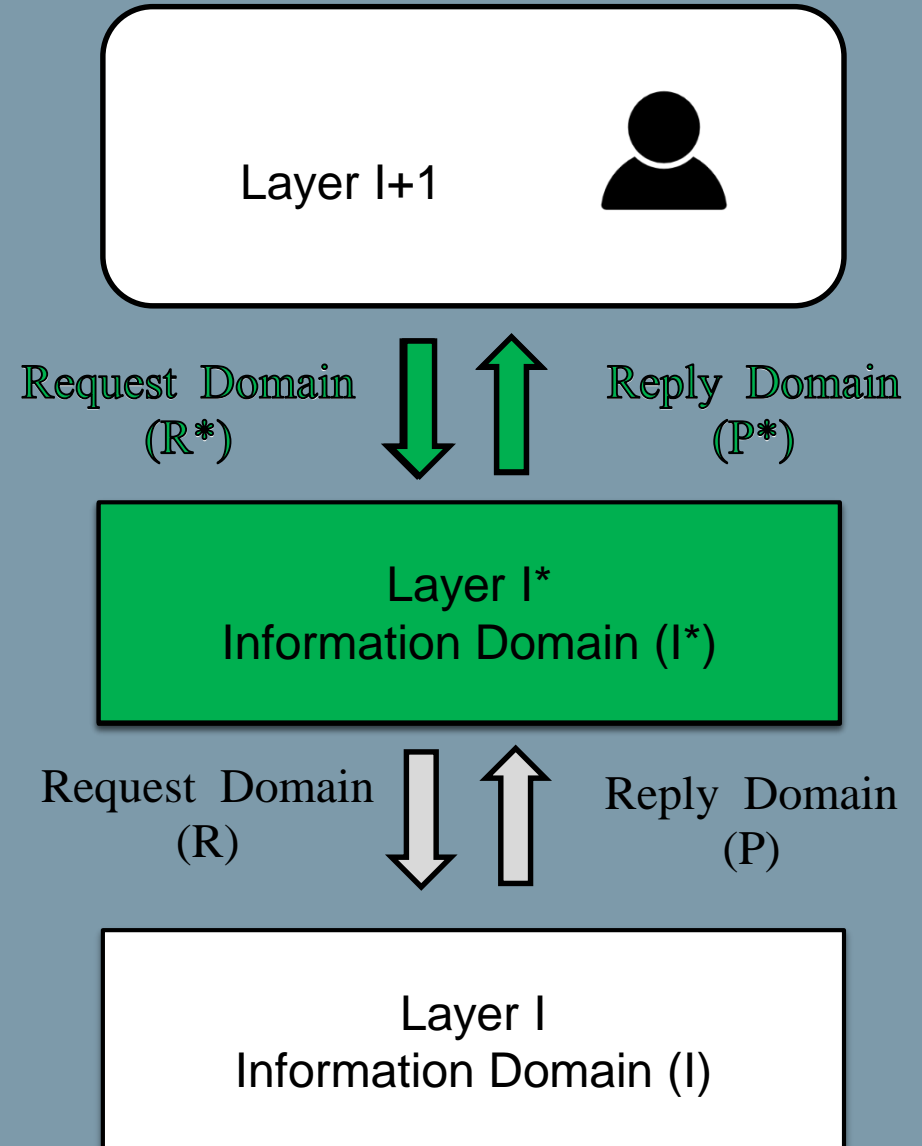 Layer I+1
Request Domain
(R*)
Reply Domain
(P*)
Layer I*
Information Domain (I*)
Request Domain
(R)
Reply Domain
(P)
Layer I
Information Domain (I)